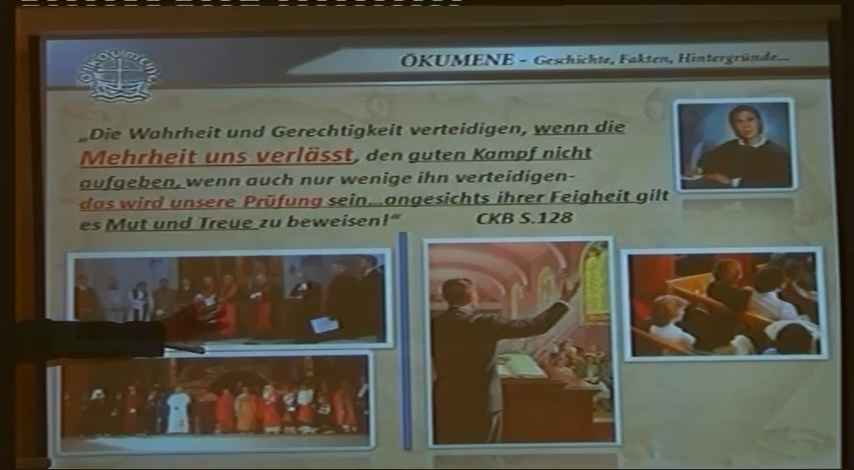 OIKOUMENE
ÖKUMENE - Geschichte, Fakten, Hintergründe...
„Die Wahrheit und Gerechtigkeit verteidigen, wenn die
Mehrheit uns verlässt, den guten Kampf nicht
aufgeben, wenn auch nur wenige ihn verteidigen-
das wird unsere Prüfung sein...angesichts ihrer Feigheit gilt
es Mut und Treue zu beweisen!“ CKB S.128